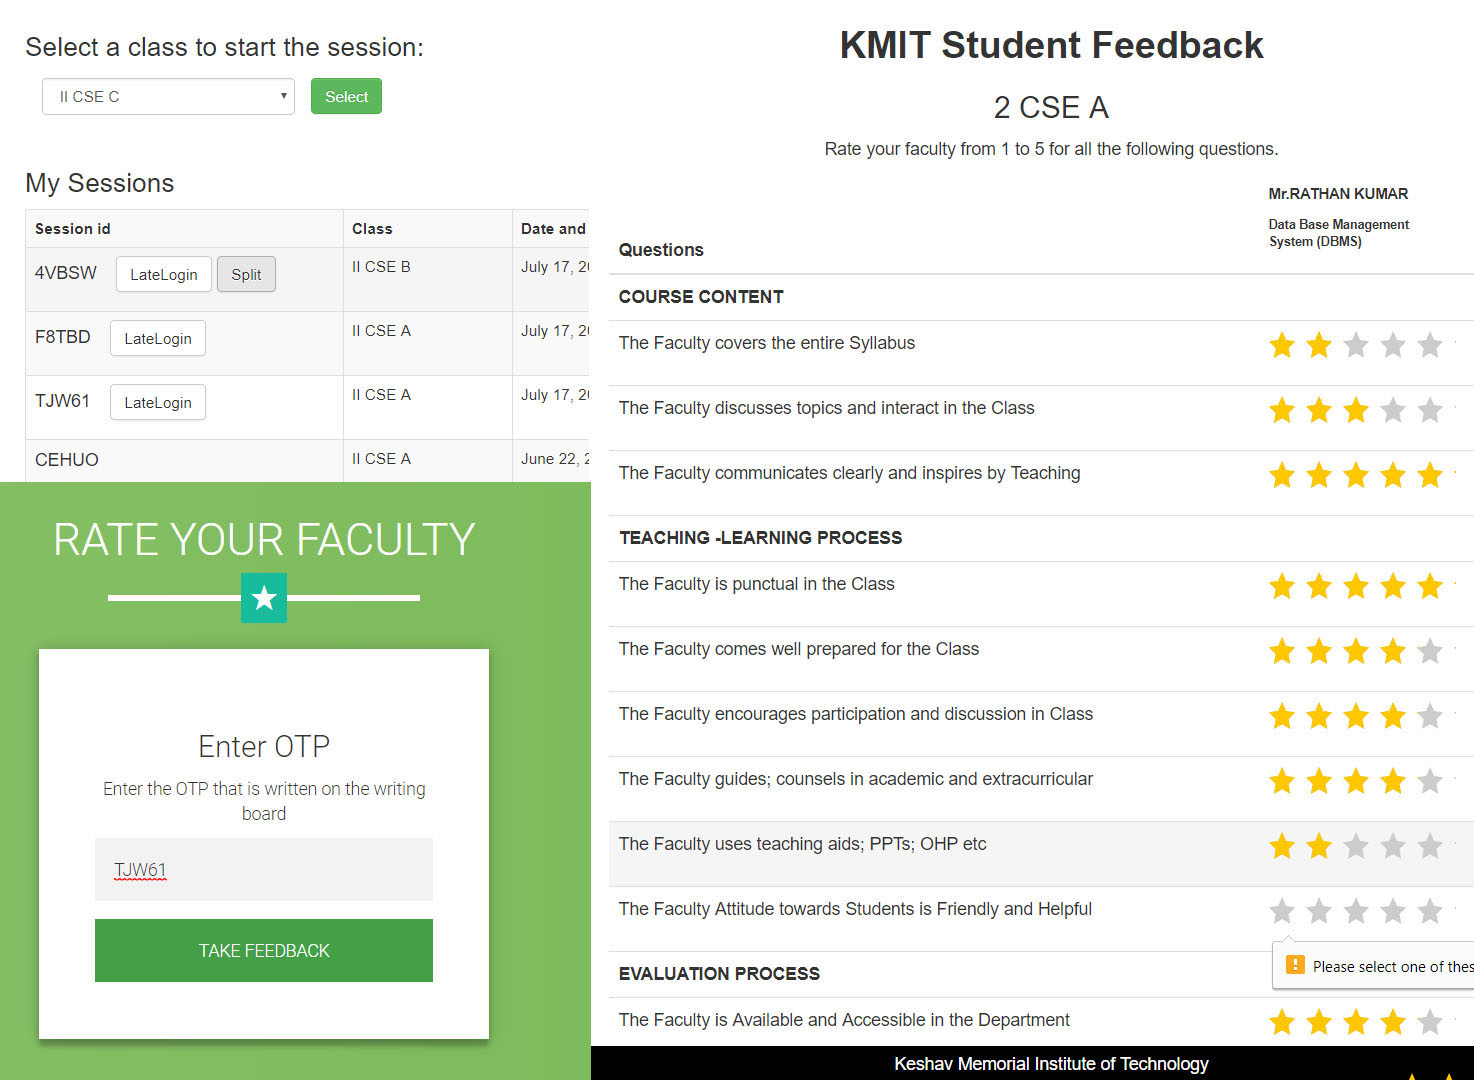 Select a class to start the session:
II CSE C
Select
My Sessions
Session id Class Date and
4VBSW LateLogin Split II CSE B July 17, 20
F8TBD LateLogin II CSE A July 17, 20
TJW61 LateLogin II CSE A July 17, 20
CEHUO II CSE A June 22, 2
RATE YOUR FACULTY
Enter OTP
Enter the OTP that is written on the writing
board
TJW61
TAKE FEEDBACK
KMIT Student Feedback
2 CSE A
Rate your faculty from 1 to 5 for all the following questions.
Mr.RATHAN KUMAR
Data Base Management
System (DBMS)
Questions
COURSE CONTENT
The Faculty covers the entire Syllabus
The Faculty discusses topics and interact in the Class
The Faculty communicates clearly and inspires by Teaching
TEACHING -LEARNING PROCESS
The Faculty is punctual in the Class
The Faculty comes well prepared for the Class
The Faculty encourages participation and discussion in Class
The Faculty guides; counsels in academic and extracurricular
The Faculty uses teaching aids; PPTs; OHP etc
The Faculty Attitude towards Students is Friendly and Helpful
Please select one of thes
EVALUATION PROCESS
The Faculty is Available and Accessible in the Department
Keshav Memorial Institute of Technology